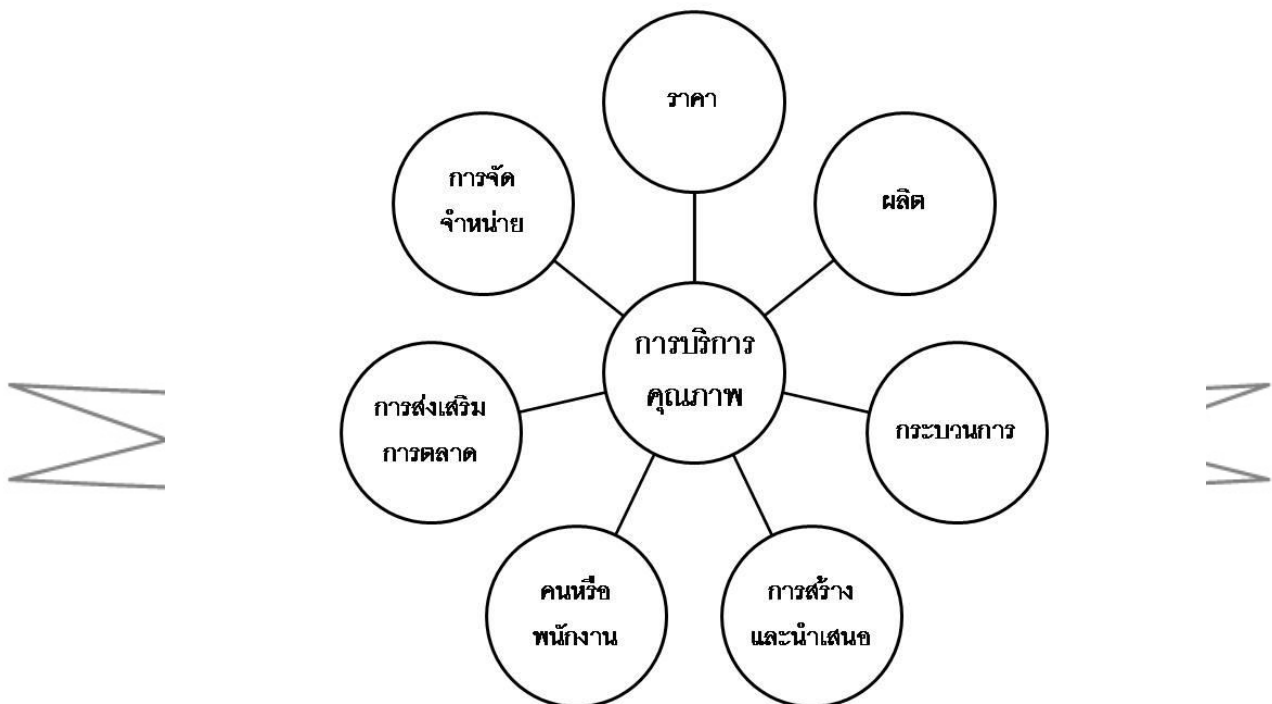 ราคา
การจัด
จำหน่าย
ผลิต
การบริการ
คุณภาพ
การส่งเสริม
การตลาด
กระบวนการ
คนหรือ
พนักงาน
การสร้าง
และนำเสนอ